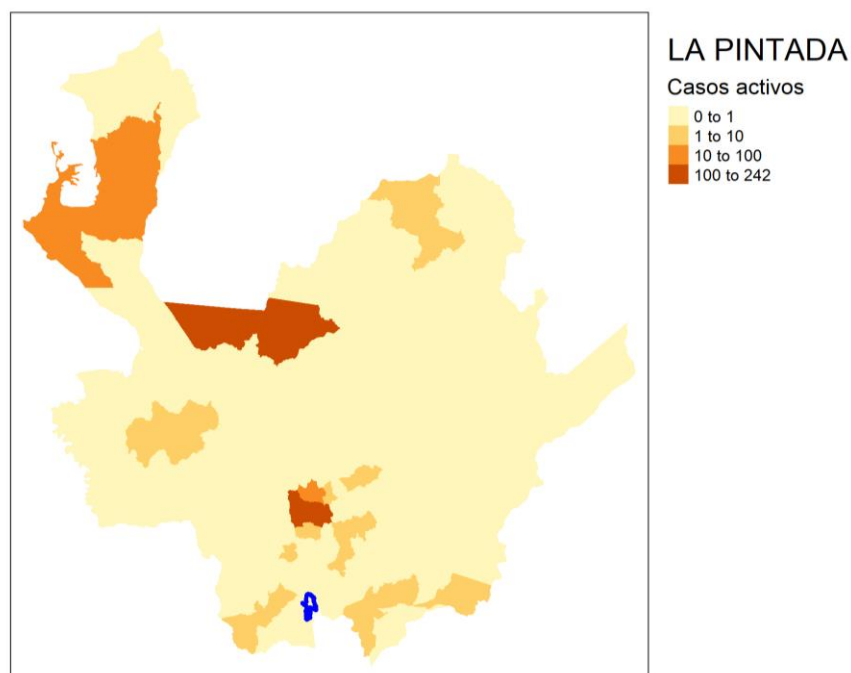 LA PINTADA
Casos activos
0 to 1
1 to 10
10 to 100
100 to 242